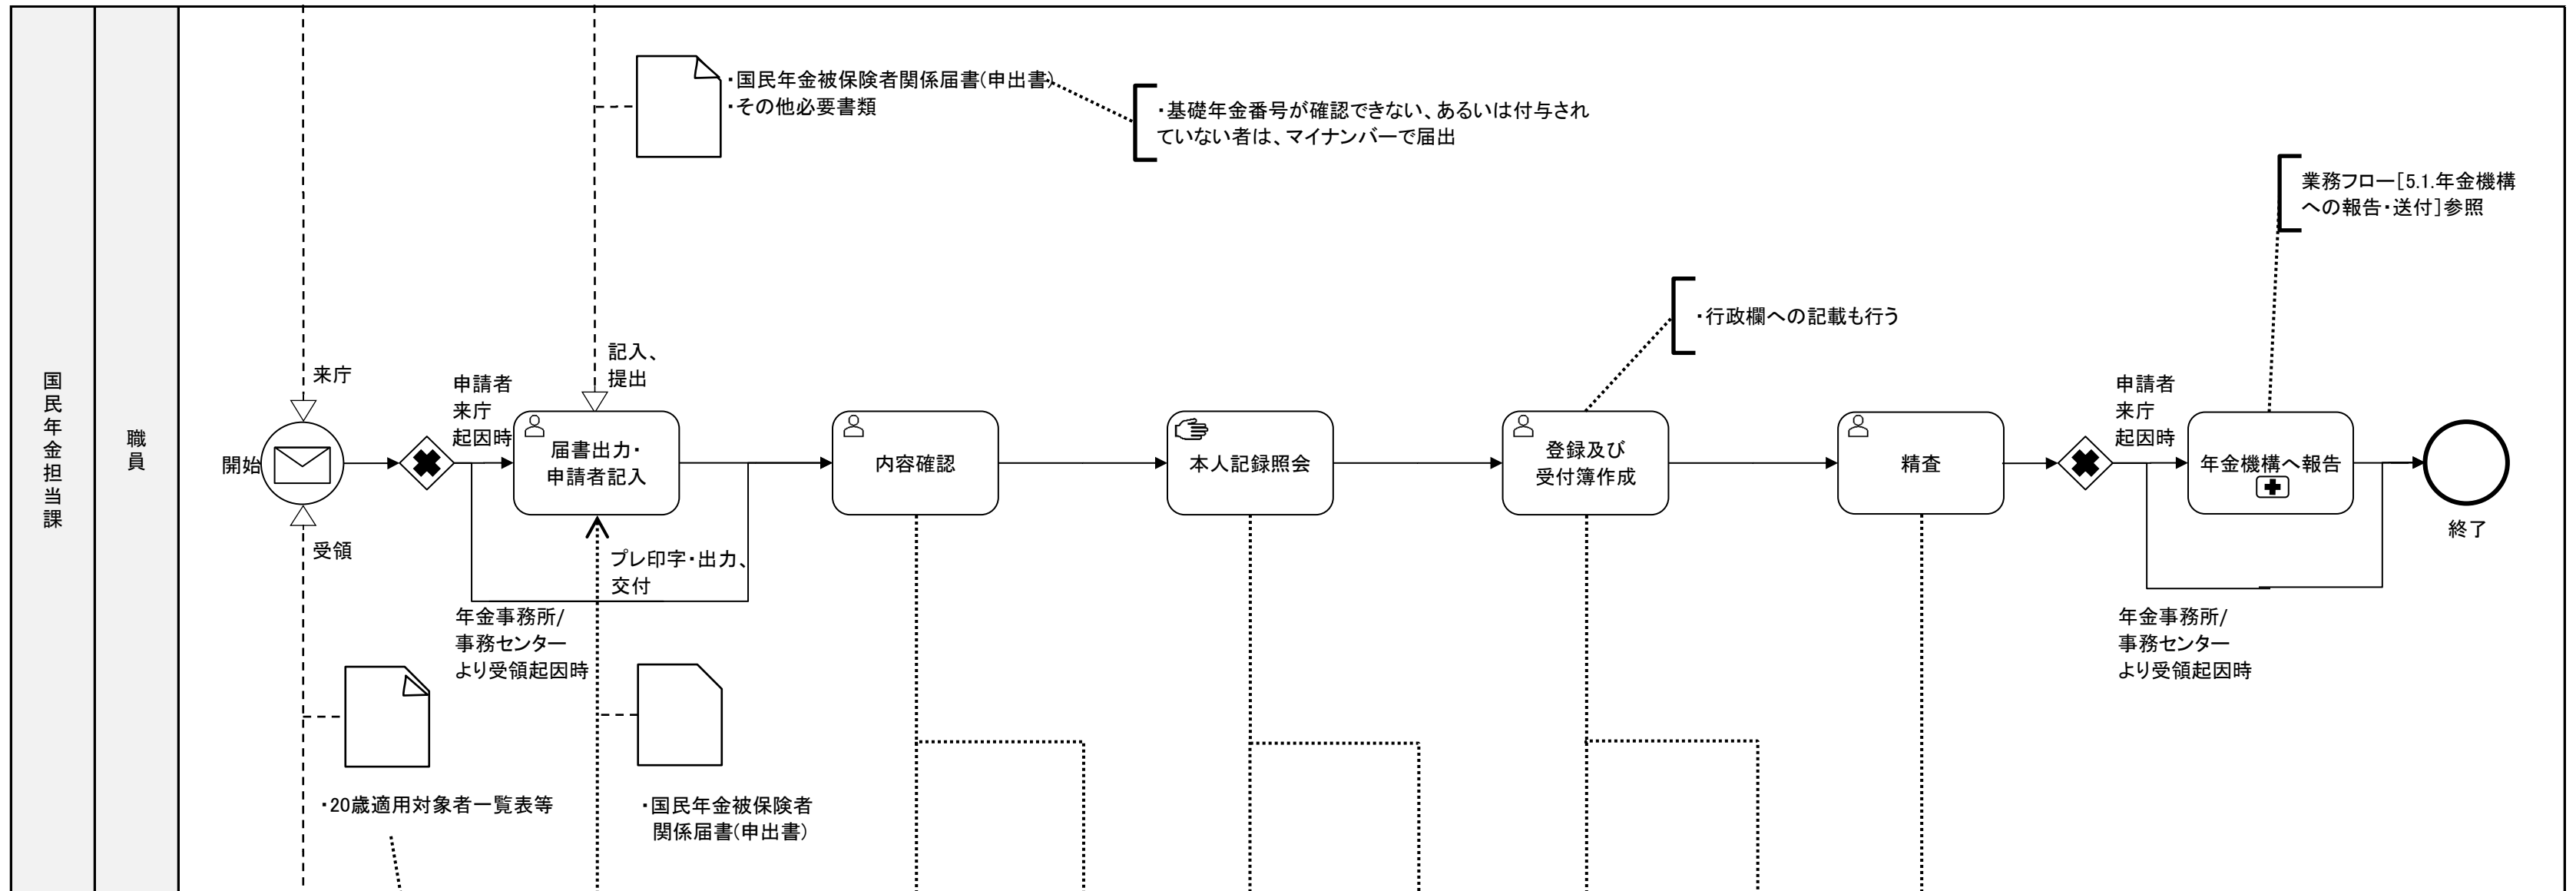 国民年金担当課
職員
・国民年金被保険者関係届書(申出書)
・その他必要書類
・基礎年金番号が確認できない、あるいは付与され
ていない者は、マイナンバーで届出
業務フロー[5.1.年金機構
への報告・送付]参照
・行政欄への記載も行う
来庁
記入、
提出
申請者
来庁
起因時
開始
届書出力・
申請者記入
内容確認
本人記録照会
登録及び
受付簿作成
精査
申請者
来庁
起因時
年金機構へ報告
終了
受領
プレ印字・出力、
交付
年金事務所/
事務センター
より受領起因時
年金事務所/
事務センター
より受領起因時
・20歳適用対象者一覧表等
・国民年金被保険者
関係届書(申出書)